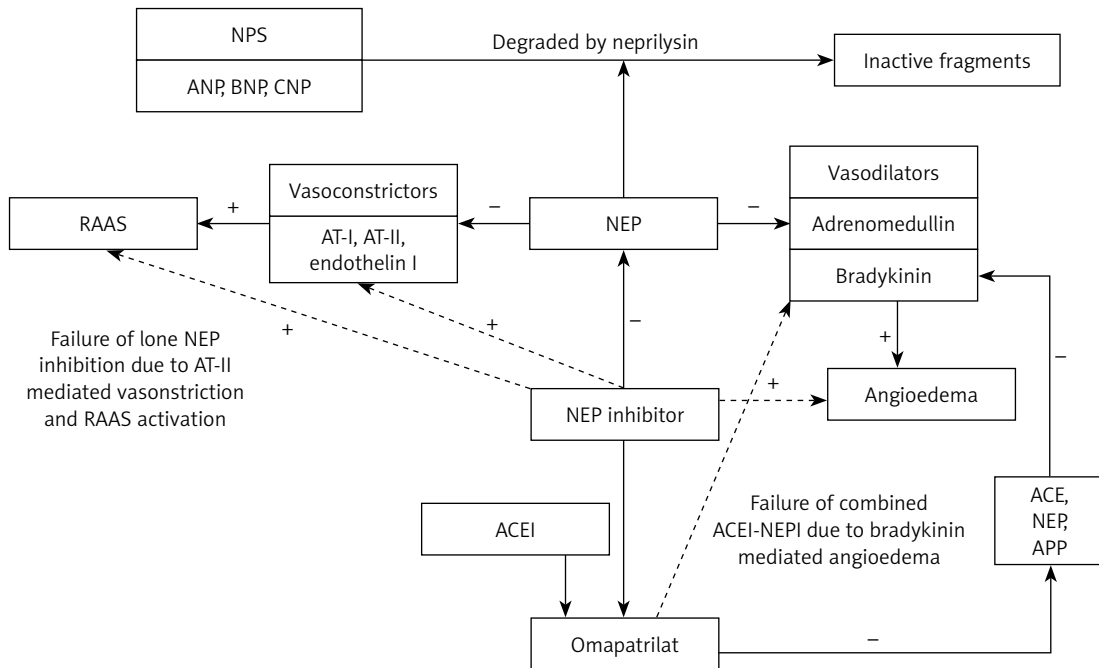 NPS
ANP, BNP, CNP
Degraded by neprilysin
Inactive fragments
RAAS
+
Vasoconstrictors
AT-I, AT-II,
endothelin I
–
NEP
–
Vasodilators
Adrenomedullin
Bradykinin
+
+
–
+
–
Failure of lone NEP
inhibition due to AT-II
mediated vasonstriction
and RAAS activation
NEP inhibitor
+
Angioedema
ACEI
Failure of combined
ACEI-NEPI due to bradykinin
mediated angioedema
ACE,
NEP,
APP
Omapatrilat
–